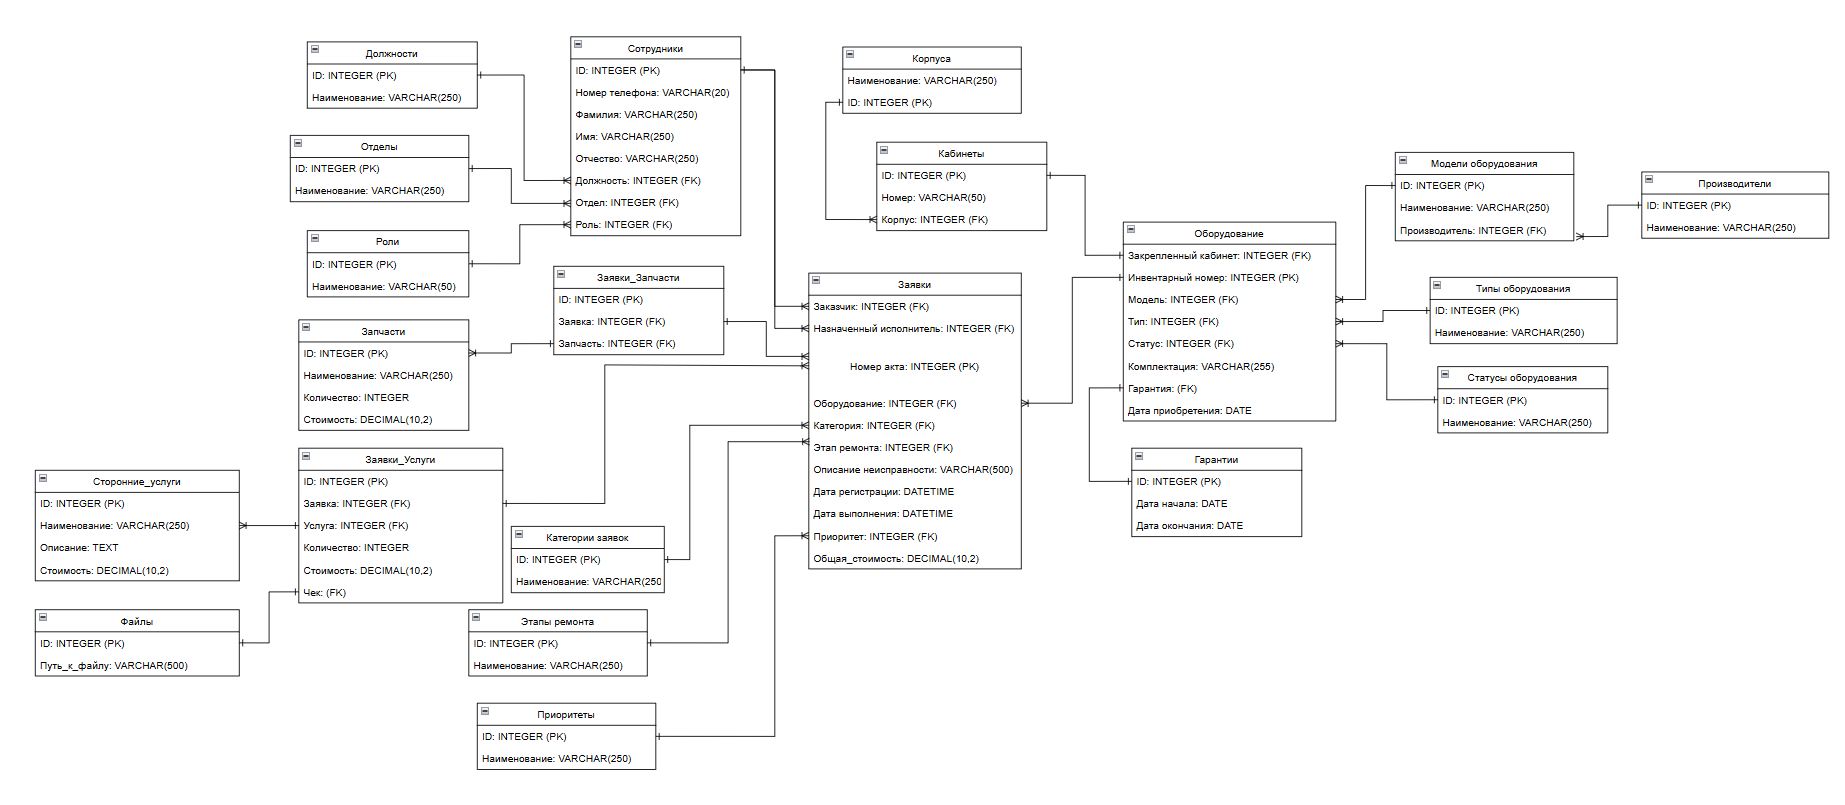 Должности
ID: INTEGER (PK)
Наименование: VARCHAR(250)
Отделы
ID: INTEGER (PK)
Наименование: VARCHAR(250)
Роли
ID: INTEGER (PK)
Наименование: VARCHAR(50)
Сотрудники
ID: INTEGER (PK)
Номер телефона: VARCHAR(20)
Фамилия: VARCHAR(250)
Имя: VARCHAR(250)
Отчество: VARCHAR(250)
Должность: INTEGER (FK)
Отдел: INTEGER (FK)
Роль: INTEGER (FK)
Корпуса
Наименование: VARCHAR(250)
ID: INTEGER (PK)
Кабинеты
ID: INTEGER (PK)
Номер: VARCHAR(50)
Корпус: INTEGER (FK)
Модели оборудования
ID: INTEGER (PK)
Наименование: VARCHAR(250)
Производитель: INTEGER (FK)
Производители
ID: INTEGER (PK)
Наименование: VARCHAR(250)
Оборудование
Закрепленный кабинет: INTEGER (FK)
Инвентарный номер: INTEGER (PK)
Модель: INTEGER (FK)
Тип: INTEGER (FK)
Статус: INTEGER (FK)
Комплектация: VARCHAR(255)
Гарантия: (FK)
Дата приобретения: DATE
Типы оборудования
ID: INTEGER (PK)
Наименование: VARCHAR(250)
Статусы оборудования
ID: INTEGER (PK)
Наименование: VARCHAR(250)
Гарантии
ID: INTEGER (PK)
Дата начала: DATE
Дата окончания: DATE
Заявки_Запчасти
ID: INTEGER (PK)
Заявка: INTEGER (FK)
Запчасть: INTEGER (FK)
Запчасти
ID: INTEGER (PK)
Наименование: VARCHAR(250)
Количество: INTEGER
Стоимость: DECIMAL(10,2)
Заявки
Заказчик: INTEGER (FK)
Назначенный исполнитель: INTEGER (FK)
Номер акта: INTEGER (PK)
Оборудование: INTEGER (FK)
Категория: INTEGER (FK)
Этап ремонта: INTEGER (FK)
Описание неисправности: VARCHAR(500)
Дата регистрации: DATETIME
Дата выполнения: DATETIME
Приоритет: INTEGER (FK)
Общая_стоимость: DECIMAL(10,2)
Заявки_Услуги
ID: INTEGER (PK)
Заявка: INTEGER (FK)
Услуга: INTEGER (FK)
Количество: INTEGER
Стоимость: DECIMAL(10,2)
Чек: (FK)
Сторонние_услуги
ID: INTEGER (PK)
Наименование: VARCHAR(250)
Описание: TEXT
Стоимость: DECIMAL(10,2)
Файлы
ID: INTEGER (PK)
Путь_к_файлу: VARCHAR(500)
Категории заявок
ID: INTEGER (PK)
Наименование: VARCHAR(250
Этапы ремонта
ID: INTEGER (PK)
Наименование: VARCHAR(250)
Приоритеты
ID: INTEGER (PK)
Наименование: VARCHAR(250)